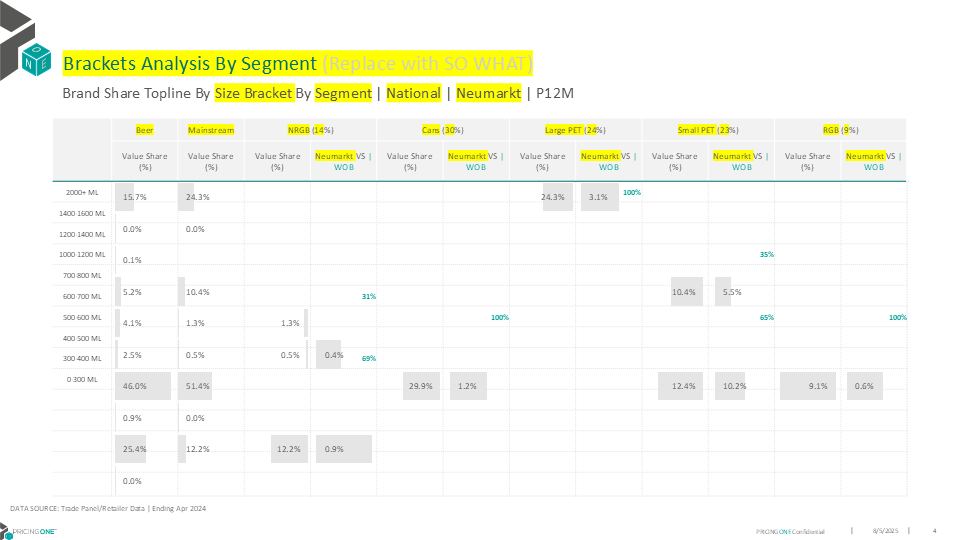 Brackets Analysis By Segment (Replace with SO WHAT)
Brand Share Topline By Size Bracket By Segment | National | Neumarkt | P12M
Beer Mainstream NRGB (14%) Cans (30%) Large PET (24%) Small PET (23%) RGB (9%)
Value Share (%) Value Share (%) Value Share (%) Neumarkt VS | WOB Value Share (%) Neumarkt VS | WOB Value Share (%) Neumarkt VS | WOB Value Share (%) Neumarkt VS | WOB Value Share (%) Neumarkt VS | WOB
2000+ ML 15.7% 24.3% 24.3% 3.1% 100%
1400-1600 ML
0.0% 0.0%
1200-1400 ML
1000-1200 ML 35%
0.1%
700-800 ML
5.2% 10.4% 10.4% 5.5%
600-700 ML 31%
500-600 ML 100% 65% 100%
4.1% 1.3% 1.3%
400-500 ML
2.5% 0.5% 0.5% 0.4%
300-400 ML 69%
0-300 ML
46.0% 51.4% 29.9% 1.2% 12.4% 10.2% 9.1% 0.6%
0.9% 0.0%
25.4% 12.2% 12.2% 0.9%
0.0%
DATA SOURCE: Trade Panel/Retailer Data | Ending Apr 2024
PRICINGONE
PRICINGONE Confidential | 8/5/2025 | 4
O
N E